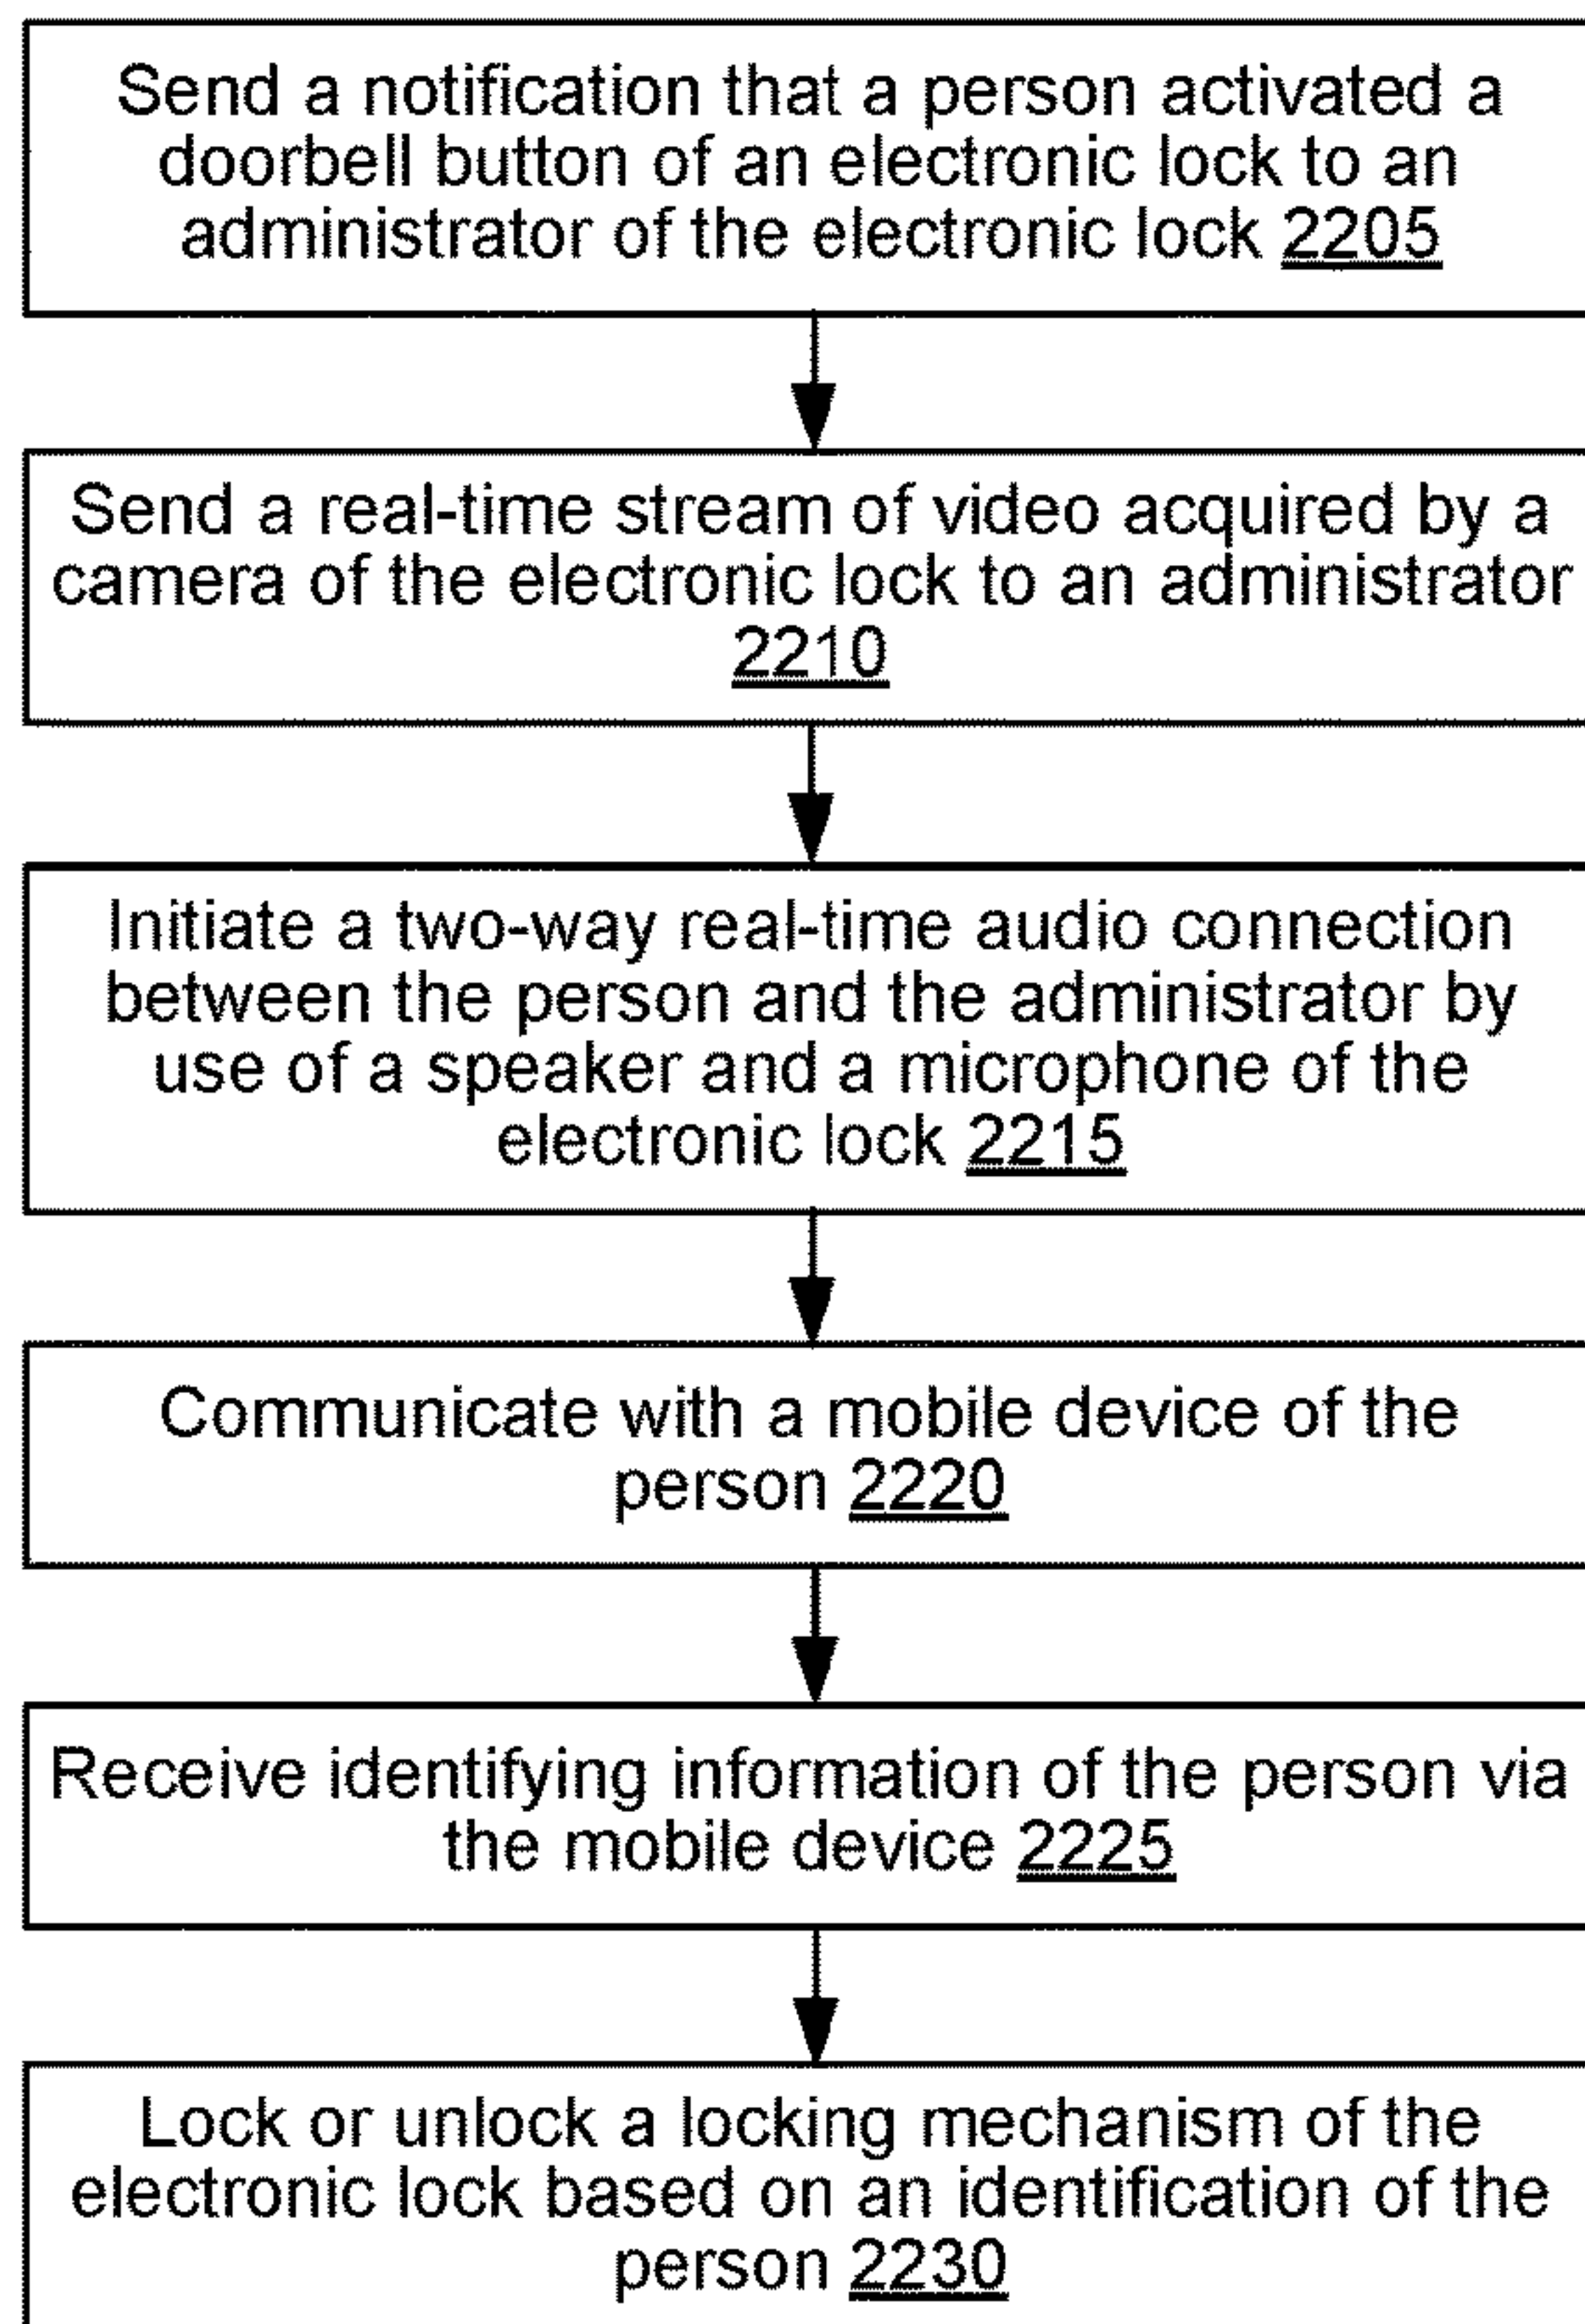 Send a notification that a person activated a
doorbell button of an electronic lock to an
administrator of the electronic lock 2205
Send a real-time stream of video acquired by a
camera of the electronic lock to an administrator
2210
Initiate a two-way real-time audio connection
between the person and the administrator by
use of a speaker and a microphone of the
electronic lock 2215
Communicate with a mobile device of the
person 2220
Receive identifying information of the person via
the mobile device 2225
Lock or unlock a locking mechanism of the
electronic lock based on an identification of the
person 2230